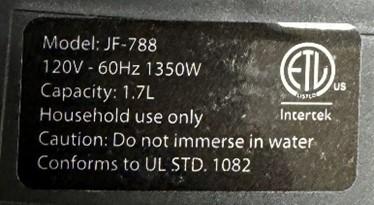 Model: JF-788
120V - 60Hz 1350W
Capacity: 1.7L
Household use only
Caution: Do not immerse in water
Conforms to UL STD. 1082
ETL
LISTED
US
Intertek